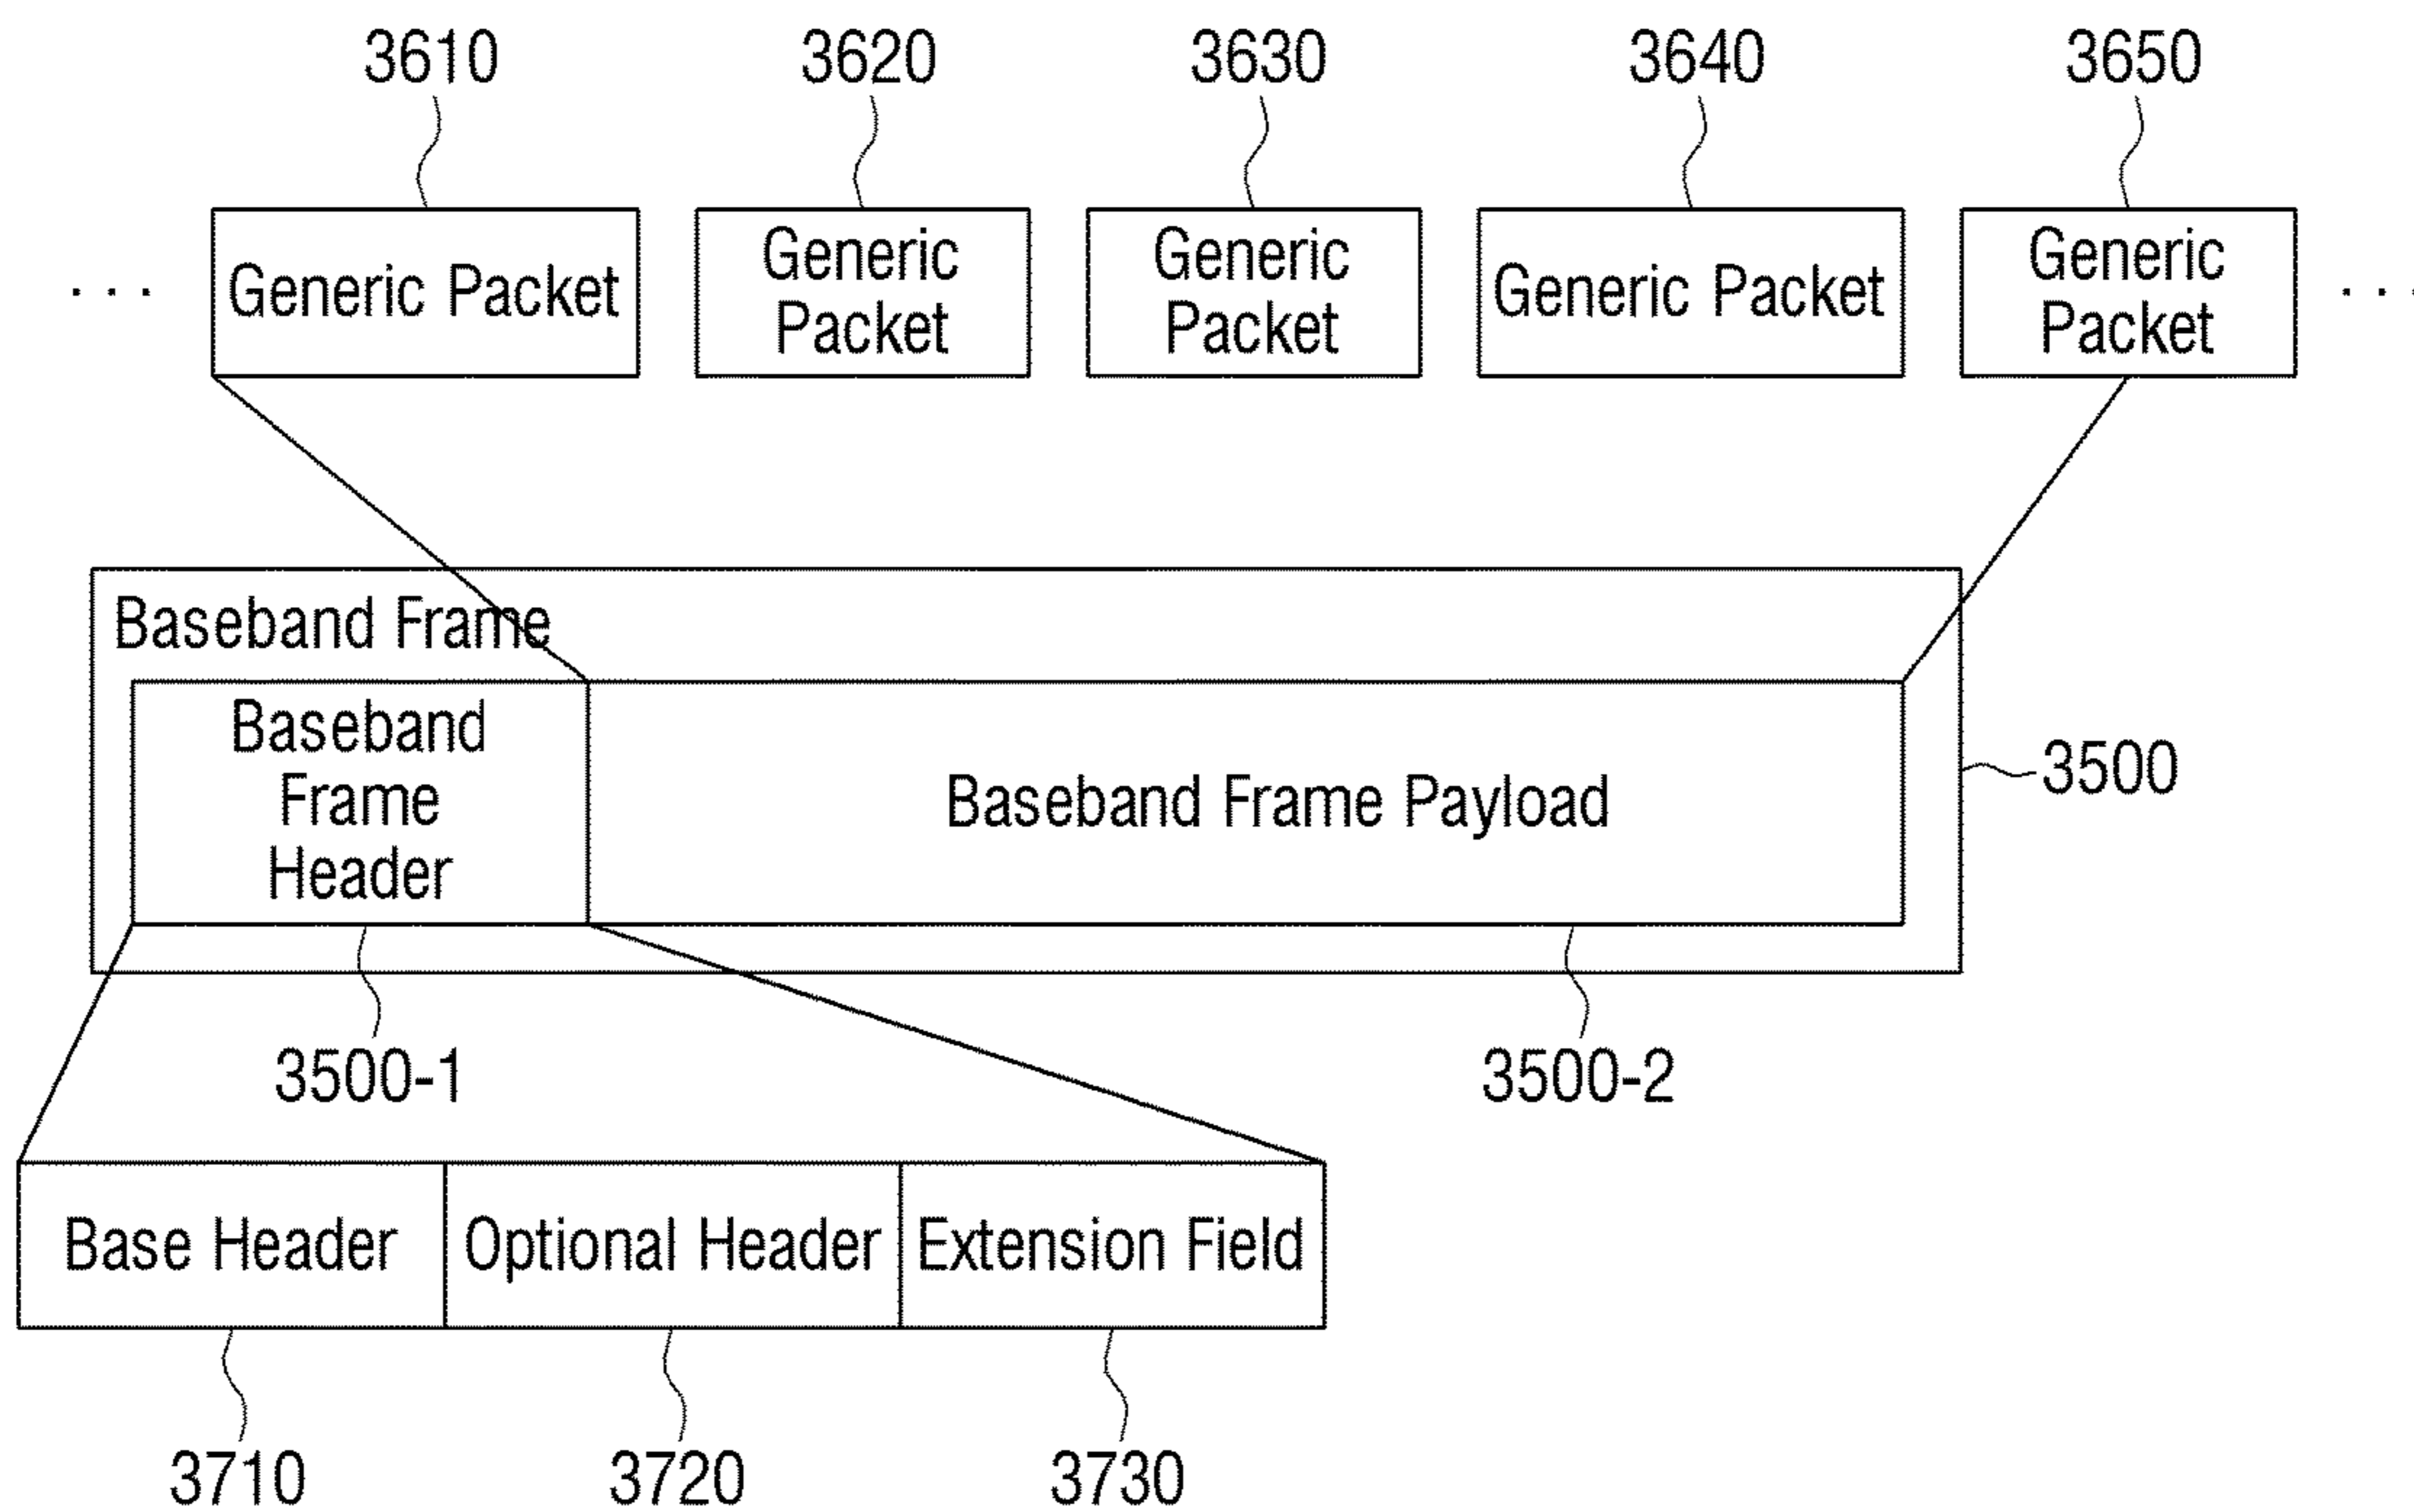 3610
3620
3630
3640
3650
. . .
Generic Packet
Generic
Packet
Generic
Packet
Generic Packet
Generic
Packet
. . .
Baseband Frame
Baseband
Frame
Header
Baseband Frame Payload
3500
3500-1
3500-2
Base Header
Optional Header
Extension Field
3710
3720
3730